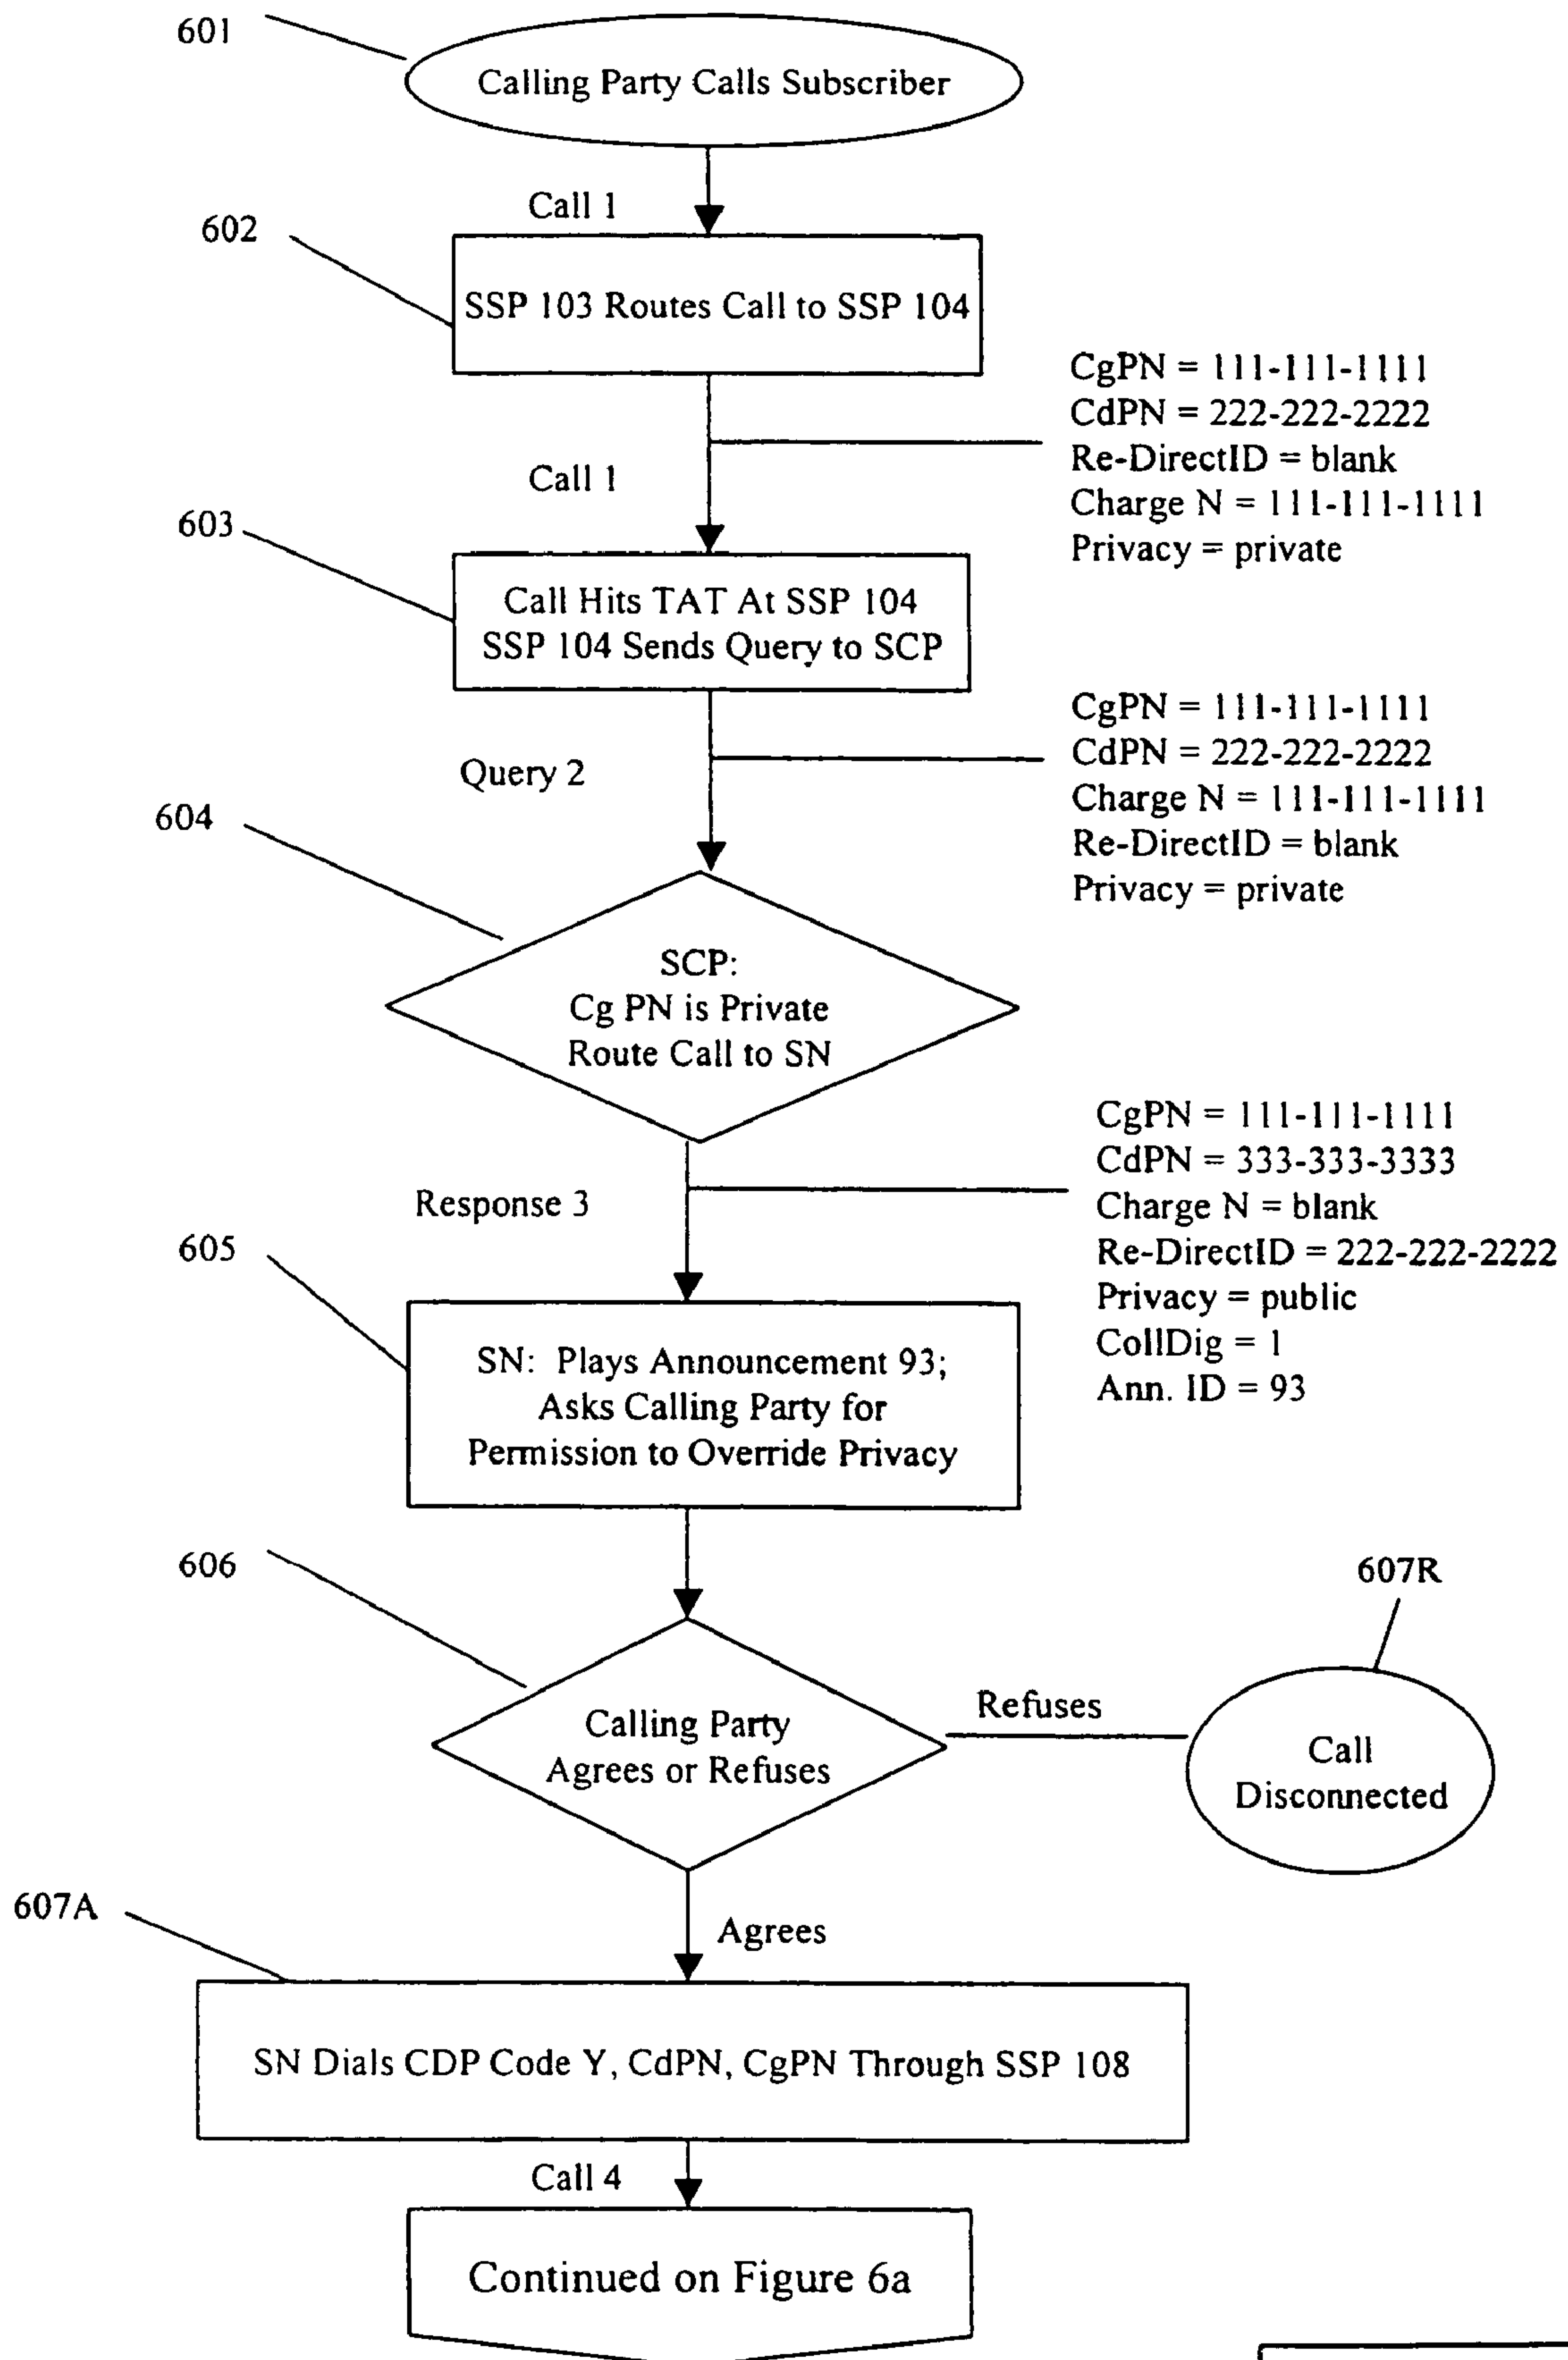 601
Calling Party Calls Subscriber
Call 1
602
SSP 103 Routes Call to SSP 104
CgPN = 111-111-1111
CdPN = 222-222-2222
Re-DirectID = blank
Charge N = 111-111-1111
Privacy = private
Call 1
603
Call Hits TAT At SSP 104
SSP 104 Sends Query to SCP
CgPN = 111-111-1111
CdPN = 222-222-2222
Charge N = 111-111-1111
Re-DirectID = blank
Privacy = private
Query 2
604
SCP:
Cg PN is Private
Route Call to SN
CgPN = 111-111-1111
CdPN = 333-333-3333
Charge N = blank
Re-DirectID = 222-222-2222
Privacy = public
CollDig = 1
Ann. ID = 93
Response 3
605
SN: Plays Announcement 93;
Asks Calling Party for
Permission to Override Privacy
606
607R
Calling Party
Agrees or Refuses
Refuses
Call
Disconnected
607A
Agrees
SN Dials CDP Code Y, CdPN, CgPN Through SSP 108
Call 4
Continued on Figure 6a